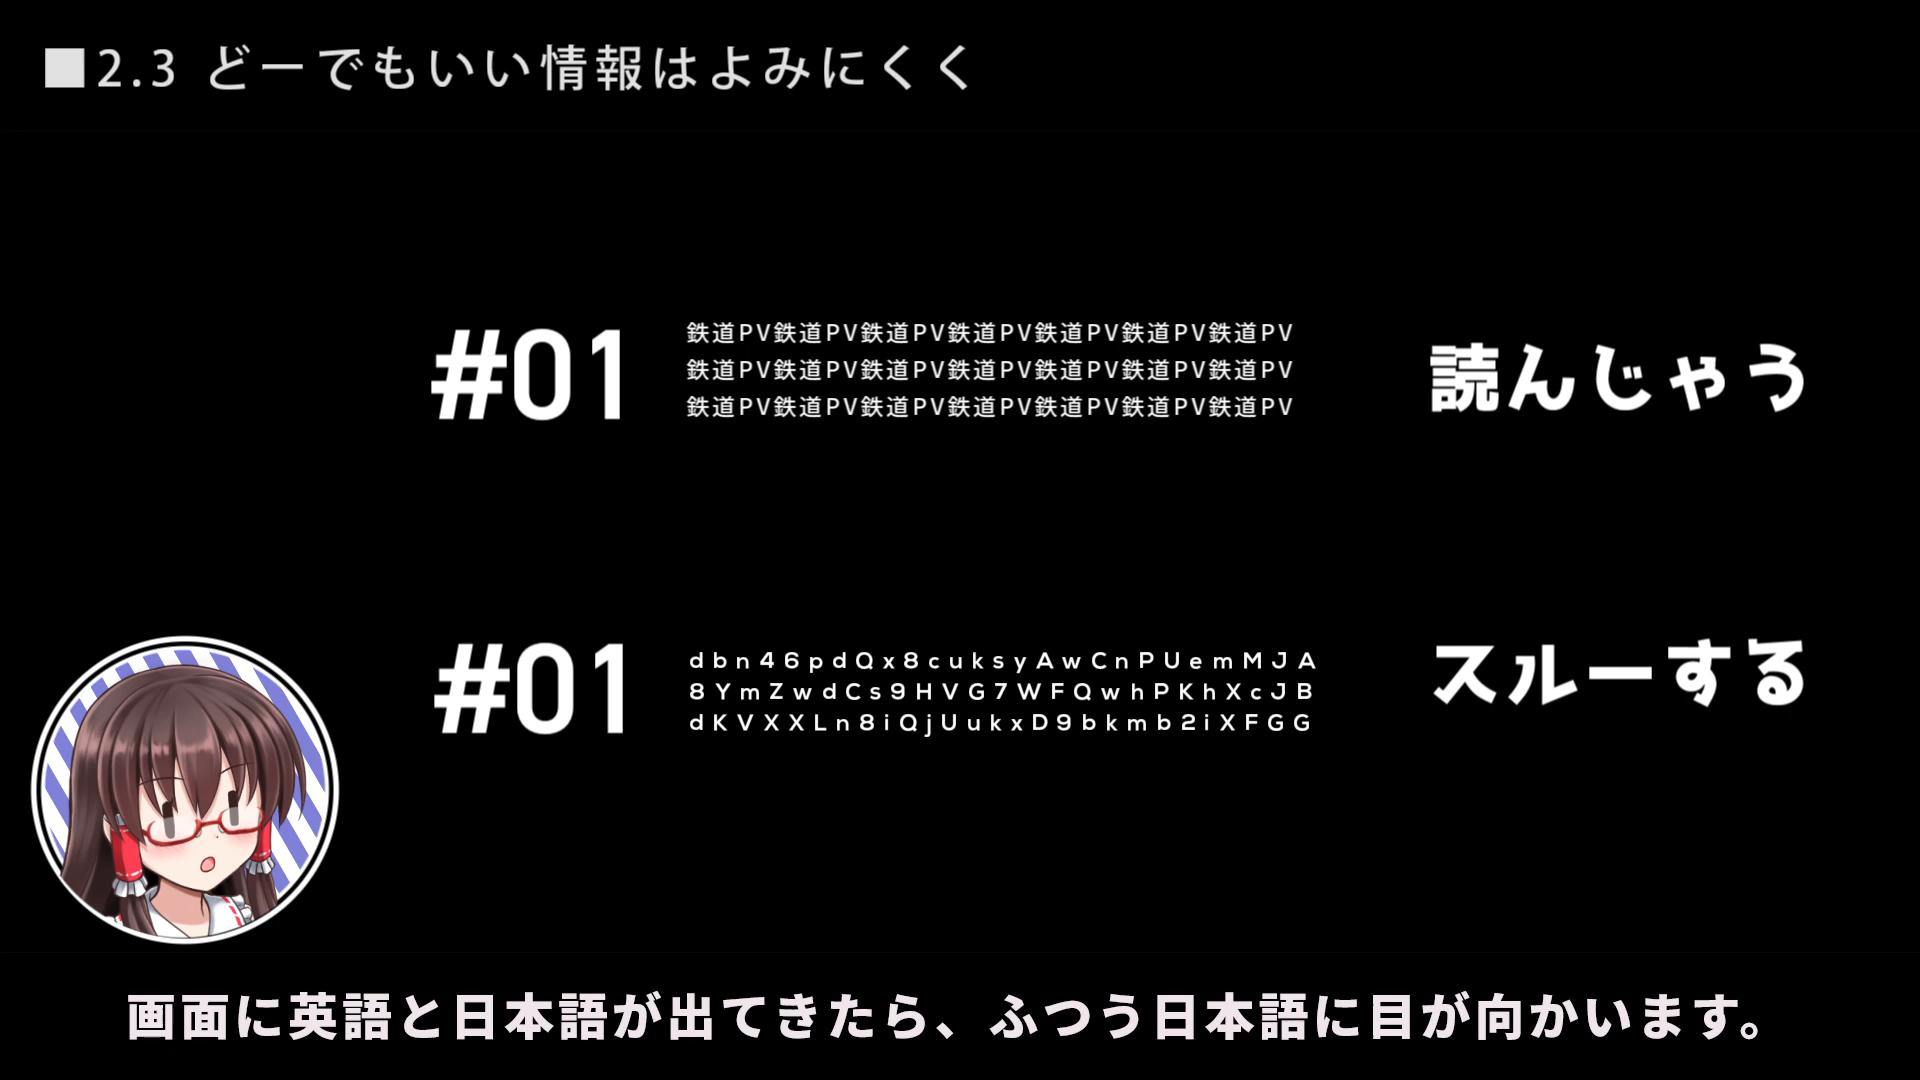 ■2.3 どーでもいい情報はよみにくく
#01
鉄道PV鉄道PV鉄道PV鉄道PV鉄道PV鉄道PV鉄道PV
鉄道PV鉄道PV鉄道PV鉄道PV鉄道PV鉄道PV鉄道PV
鉄道PV鉄道PV鉄道PV鉄道PV鉄道PV鉄道PV鉄道PV
読んじゃう
#01
dbn46pdQx8cuksyAwCnPUemMJA
8YmZwdCs9HVG7WFQwhPKhXcJB
dKVXXLn8iQjUukxD9bkmb2iXFGG
スルーする
画面に英語と日本語が出てきたら、ふつう日本語に目が向かいます。